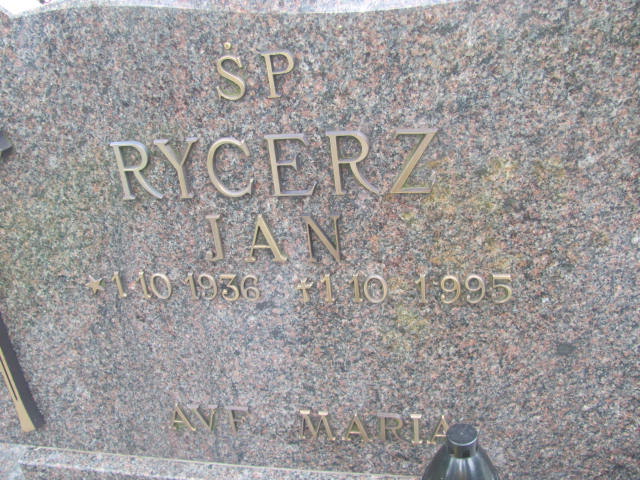 ŚP
RYCERZ
JAN
★1.10 1936 †1 10 1995
AVE MARIA